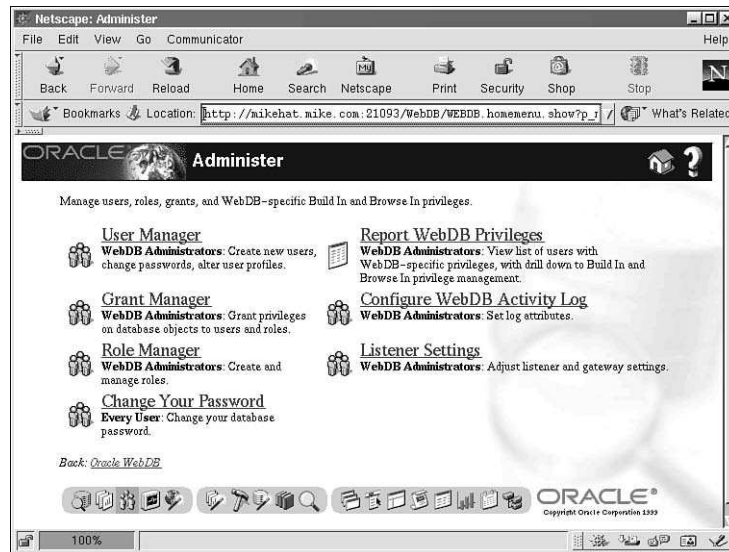 Netscape: Administer
File Edit View Go Communicator Help
Back Forward Reload Home Search Netscape Print Security Shop Stop
My
N
Bookmarks Location: http://mikehat.mike.com:21093/WebDB/WEBDB.homemenu.show?p_ What's Related
ORACLE Administer
Manage users, roles, grants, and WebDB-specific Build In and Browse In privileges.
User Manager
WebDB Administrators: Create new users,
change passwords, alter user profiles.
Report WebDB Privileges
WebDB Administrators: View list of users with
WebDB-specific privileges, with drill down to Build In and
Browse In privilege management.
Grant Manager
WebDB Administrators: Grant privileges
on database objects to users and roles.
Configure WebDB Activity Log
WebDB Administrators: Set log attributes.
Role Manager
WebDB Administrators: Create and
manage roles.
Listener Settings
WebDB Administrators: Adjust listener and gateway settings.
Change Your Password
Every User: Change your database
password.
Back: Oracle WebDB
ORACLE®
Copyright Oracle Corporation 1999
100%